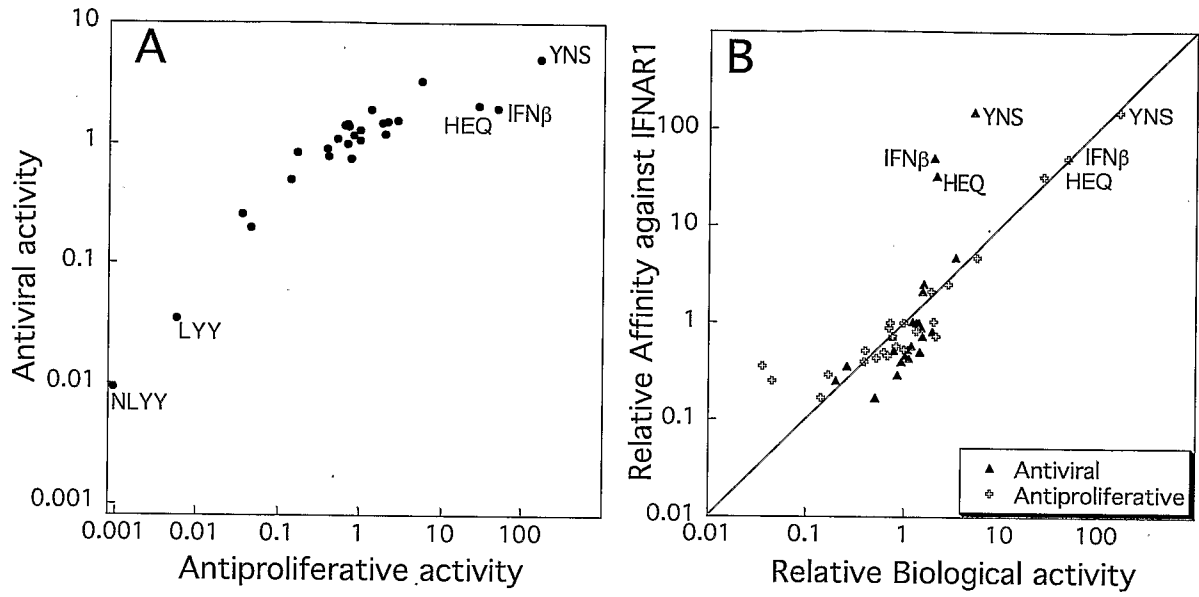 A
10
1
0.1
0.01
0.001
Antiviral activity
YNS
HEQ
IFNβ
LYY
NLYY
0.001
0.01
0.1
1
10
100
Antiproliferative activity
B
100
10
1
0.1
0.01
Relative Affinity against IFNAR1
YNS
YNS
IFNβ
IFNβ
HEQ
HEQ
Antiviral
Antiproliferative
0.01
0.1
1
10
100
Relative Biological activity